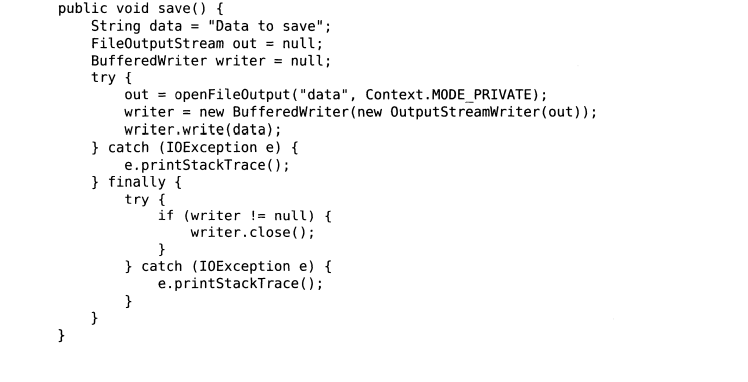 public void save() {
    String data = "Data to save";
    FileOutputStream out = null;
    BufferedWriter writer = null;
    try {
        out = openFileOutput("data", Context.MODE_PRIVATE);
        writer = new BufferedWriter(new OutputStreamWriter(out));
        writer.write(data);
    } catch (IOException e) {
        e.printStackTrace();
    } finally {
        try {
            if (writer != null) {
                writer.close();
            }
        } catch (IOException e) {
            e.printStackTrace();
        }
    }
}